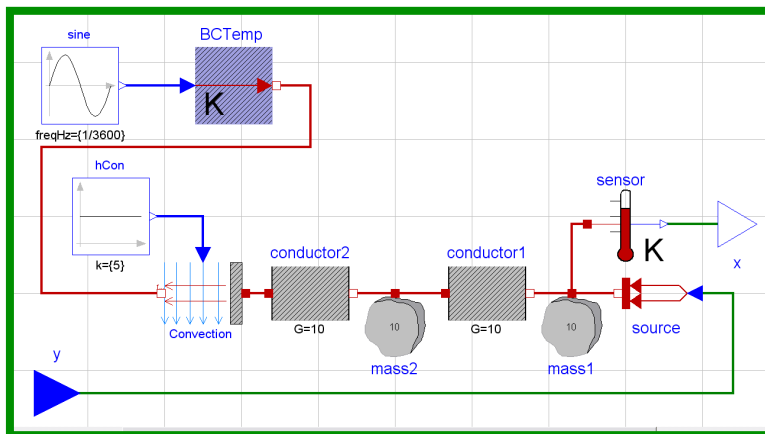 sine
BCTemp
K
freqHz={1/3600}
hCon
k={5}
sensor
K
x
conductor2
conductor1
Convection
G=10
10
G=10
10
source
mass2
mass1
y